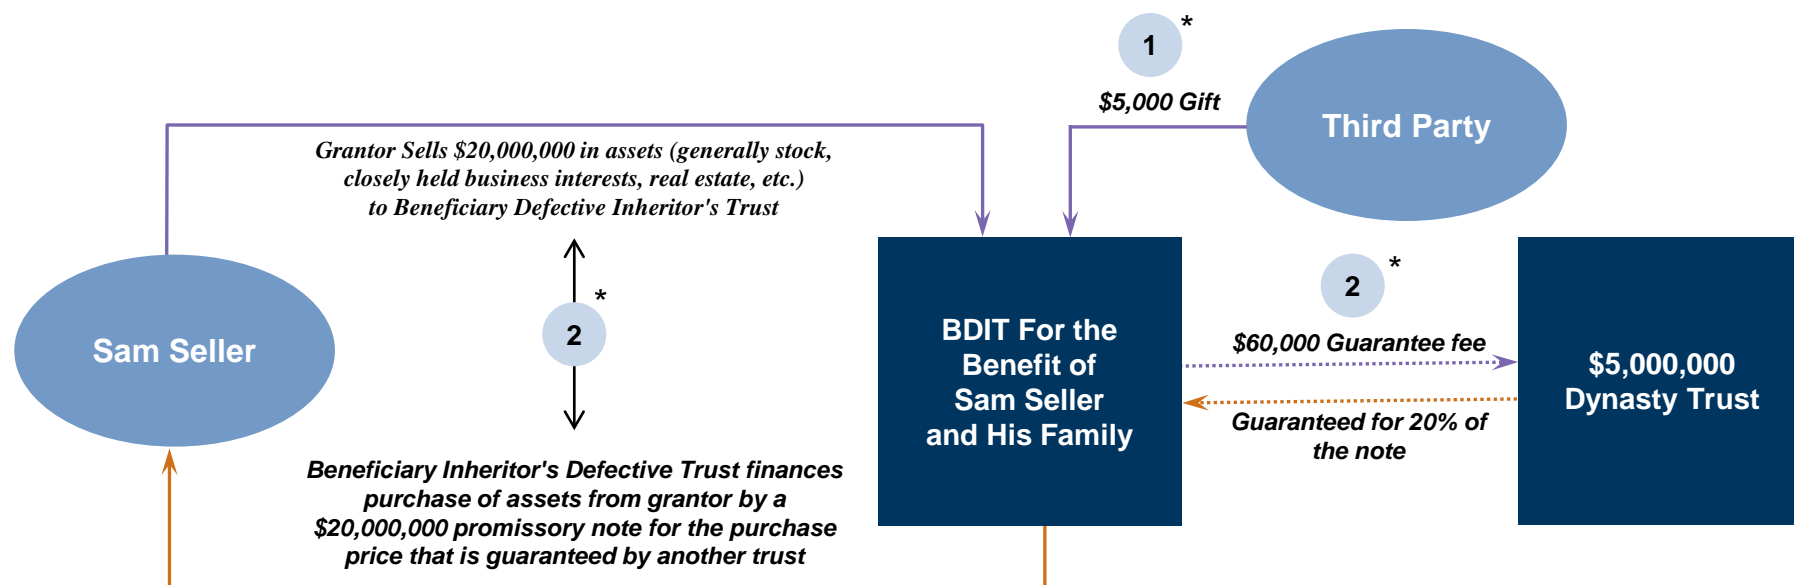 1
*
$5,000 Gift
Third Party
Grantor Sells $20,000,000 in assets (generally stock,
closely held business interests, real estate, etc.)
to Beneficiary Defective Inheritor's Trust
Sam Seller
2
*
Beneficiary Inheritor's Defective Trust finances
purchase of assets from grantor by a
$20,000,000 promissory note for the purchase
price that is guaranteed by another trust
BDIT For the
Benefit of
Sam Seller
and His Family
2
*
$60,000 Guarantee fee
Guaranteed for 20% of
the note
$5,000,000
Dynasty Trust